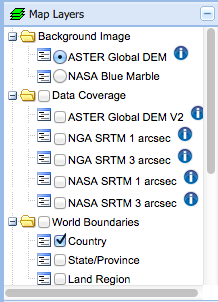 Map Layers
Background Image
ASTER Global DEM
NASA Blue Marble
Data Coverage
ASTER Global DEM V2
NGA SRTM 1 arcsec
NGA SRTM 3 arcsec
NASA SRTM 1 arcsec
NASA SRTM 3 arcsec
World Boundaries
Country
State/Province
Land Region